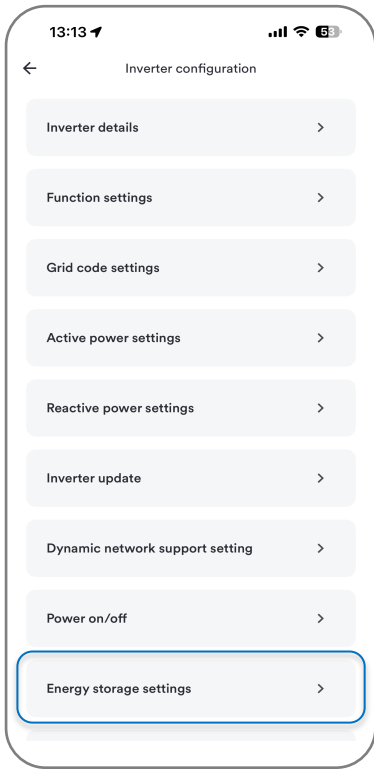 13:13
53
Inverter configuration
Inverter details
Function settings
Grid code settings
Active power settings
Reactive power settings
Inverter update
Dynamic network support setting
Power on/off
Energy storage settings